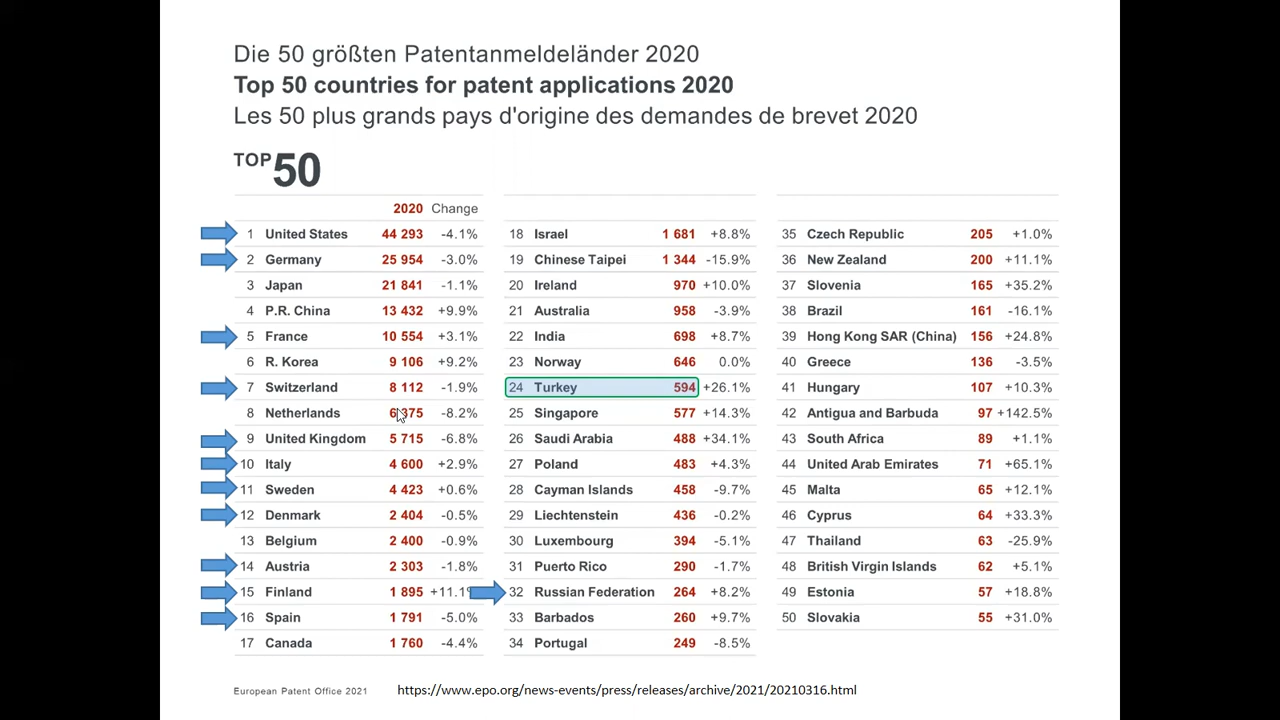 Die 50 größten Patentanmeldeländer 2020
Top 50 countries for patent applications 2020
Les 50 plus grands pays d'origine des demandes de brevet 2020
TOP 50
2020 Change
1 United States 44 293 -4.1%
2 Germany 25 954 -3.0%
3 Japan 21 841 -1.1%
4 P.R. China 13 432 +9.9%
5 France 10 554 +3.1%
6 R. Korea 9 106 +9.2%
7 Switzerland 8 112 -1.9%
8 Netherlands 6 375 -8.2%
9 United Kingdom 5 715 -6.8%
10 Italy 4 600 +2.9%
11 Sweden 4 423 +0.6%
12 Denmark 2 404 -0.5%
13 Belgium 2 400 -0.9%
14 Austria 2 303 -1.8%
15 Finland 1 895 +11.1%
16 Spain 1 791 -5.0%
17 Canada 1 760 -4.4%
18 Israel 1 681 +8.8%
19 Chinese Taipei 1 344 -15.9%
20 Ireland 970 +10.0%
21 Australia 958 -3.9%
22 India 698 +8.7%
23 Norway 646 0.0%
24 Turkey 594 +26.1%
25 Singapore 577 +14.3%
26 Saudi Arabia 488 +34.1%
27 Poland 483 +4.3%
28 Cayman Islands 458 -9.7%
29 Liechtenstein 436 -0.2%
30 Luxembourg 394 -5.1%
31 Puerto Rico 290 -1.7%
32 Russian Federation 264 +8.2%
33 Barbados 260 +9.7%
34 Portugal 249 -8.5%
35 Czech Republic 205 +1.0%
36 New Zealand 200 +11.1%
37 Slovenia 165 +35.2%
38 Brazil 161 -16.1%
39 Hong Kong SAR (China) 156 +24.8%
40 Greece 136 -3.5%
41 Hungary 107 +10.3%
42 Antigua and Barbuda 97 +142.5%
43 South Africa 89 +1.1%
44 United Arab Emirates 71 +65.1%
45 Malta 65 +12.1%
46 Cyprus 64 +33.3%
47 Thailand 63 -25.9%
48 British Virgin Islands 62 +5.1%
49 Estonia 57 +18.8%
50 Slovakia 55 +31.0%
European Patent Office 2021
https://www.epo.org/news-events/press/releases/archive/2021/20210316.html